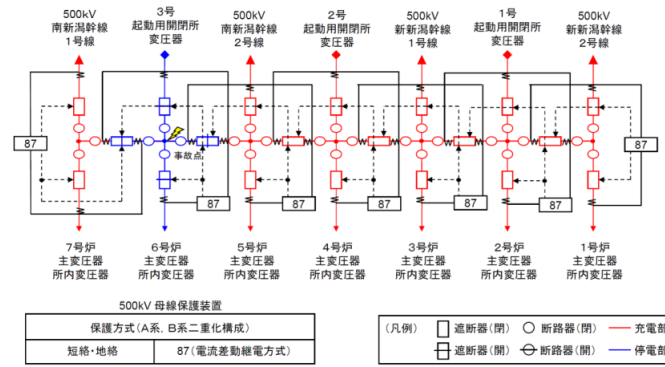 500kV
南新潟幹線
1号線
3号
起動用開閉所
変圧器
500kV
南新潟幹線
2号線
2号
起動用開閉所
変圧器
500kV
新新潟幹線
1号線
1号
起動用開閉所
変圧器
500kV
新新潟幹線
2号線
87
事故点
87
87
87
87
87
87
7号炉
主変圧器
所内変圧器
6号炉
主変圧器
所内変圧器
5号炉
主変圧器
所内変圧器
4号炉
主変圧器
所内変圧器
3号炉
主変圧器
所内変圧器
2号炉
主変圧器
所内変圧器
1号炉
主変圧器
所内変圧器
500kV 母線保護装置
保護方式(A系, B系二重化構成)
短絡・地絡
87(電流差動継電方式)
(凡例)
遮断器(閉)
断路器(閉)
充電部
遮断器(開)
断路器(開)
停電部